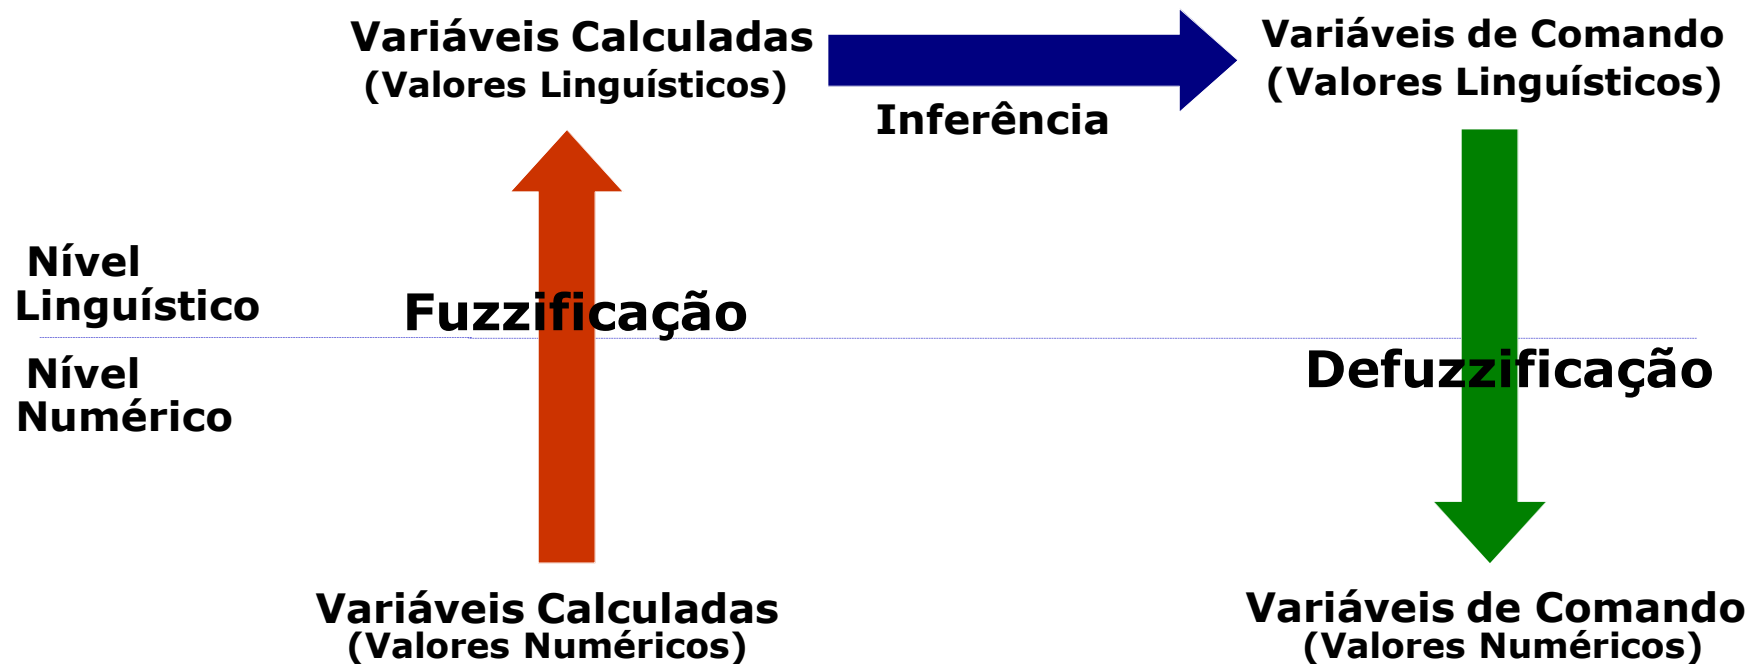 Variáveis Calculadas
(Valores Linguísticos)
Inferência
Variáveis de Comando
(Valores Linguísticos)
Nível
Linguístico
Fuzzificação
Nível
Numérico
Defuzzificação
Variáveis Calculadas
(Valores Numéricos)
Variáveis de Comando
(Valores Numéricos)